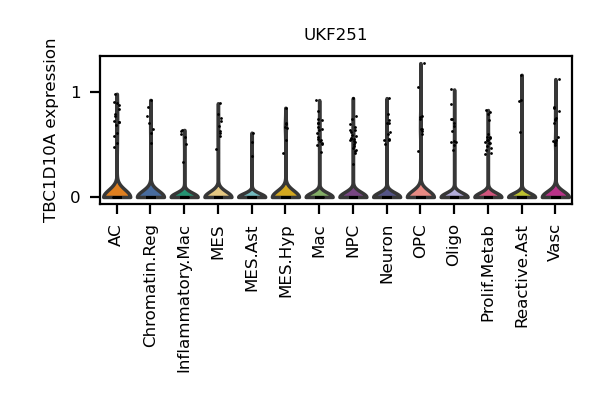 UKF251
TBC1D10A expression
1
0
AC
Chromatin.Reg
Inflammatory.Mac
MES
MES.Ast
MES.Hyp
Mac
NPC
Neuron
OPC
Oligo
Prolif.Metab
Reactive.Ast
Vasc